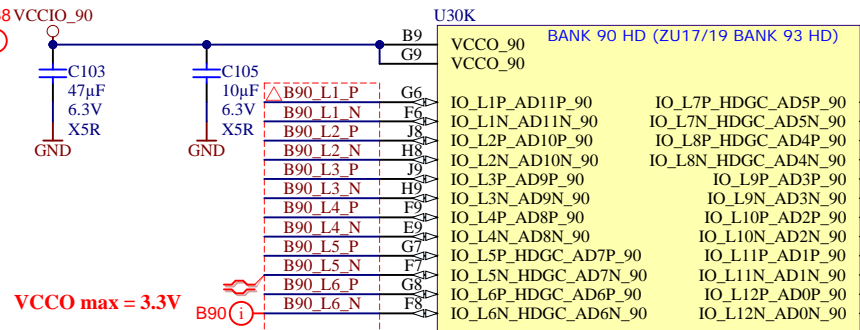 8 VCCIO_90 U30K
B9 VCCO_90 BANK 90 HD (ZU17/19 BANK 93 HD)
G9 VCCO_90
C103 C105
47µF 10µF
6.3V 6.3V
X5R X5R
GND GND
B90_L1_P G6 IO_L1P_AD11P_90 IO_L7P_HDGC_AD5P_90
B90_L1_N F6 IO_L1N_AD11N_90 IO_L7N_HDGC_AD5N_90
B90_L2_P J8 IO_L2P_AD10P_90 IO_L8P_HDGC_AD4P_90
B90_L2_N H8 IO_L2N_AD10N_90 IO_L8N_HDGC_AD4N_90
B90_L3_P J9 IO_L3P_AD9P_90 IO_L9P_AD3P_90
B90_L3_N H9 IO_L3N_AD9N_90 IO_L9N_AD3N_90
B90_L4_P F9 IO_L4P_AD8P_90 IO_L10P_AD2P_90
B90_L4_N E9 IO_L4N_AD8N_90 IO_L10N_AD2N_90
B90_L5_P G7 IO_L5P_HDGC_AD7P_90 IO_L11P_AD1P_90
B90_L5_N F7 IO_L5N_HDGC_AD7N_90 IO_L11N_AD1N_90
B90_L6_P G8 IO_L6P_HDGC_AD6P_90 IO_L12P_AD0P_90
B90_L6_N F8 IO_L6N_HDGC_AD6N_90 IO_L12N_AD0N_90
VCCO max = 3.3V
B90 i